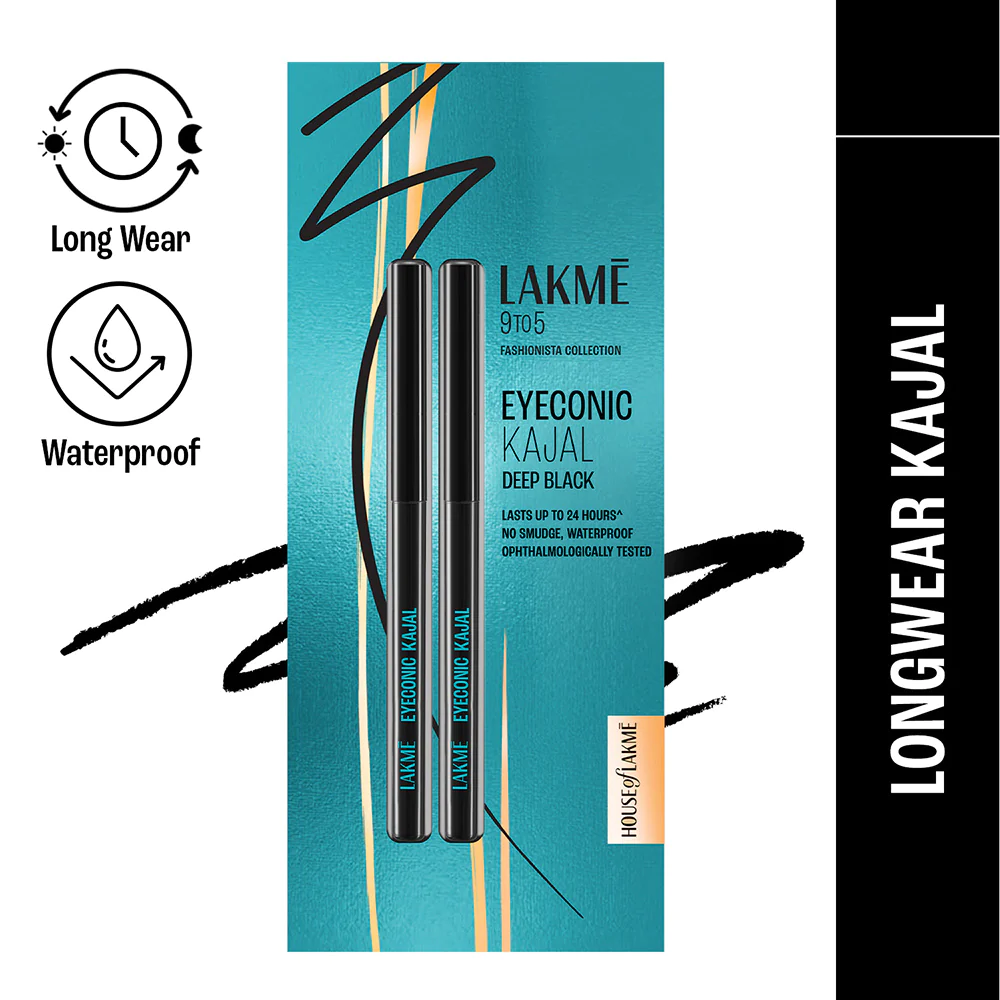 Long Wear
Waterproof
LAKMĒ
9TO5
FASHIONISTA COLLECTION
EYECONIC
KAJAL
DEEP BLACK
LASTS UP TO 24 HOURS^
NO SMUDGE, WATERPROOF
OPHTHALMOLOGICALLY TESTED
LAKMĒ EYECONIC KAJAL
LAKMĒ EYECONIC KAJAL
HOUSE of LAKMĒ
LONGWEAR KAJAL